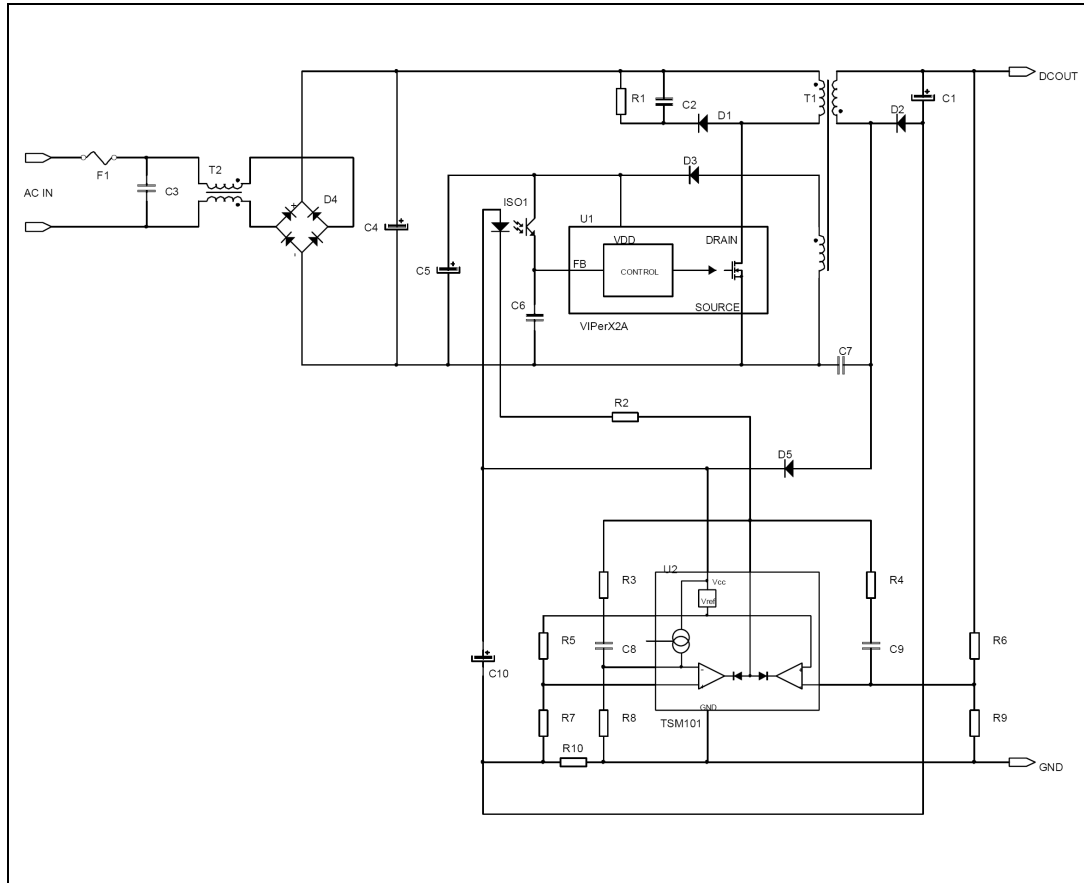 DCOUT
R1
C2
D1
T1
D2
C1
F1
AC IN
C3
T2
D4
+
-
C4
+
C5
+
ISO1
D3
U1
VDD
DRAIN
FB
CONTROL
SOURCE
C6
VIPerX2A
C7
R2
D5
U2
R3
Vcc
Vref
R4
R5
C8
C9
R6
C10
+
-
+
+
-
R7
R8
GND
TSM101
R9
R10
GND